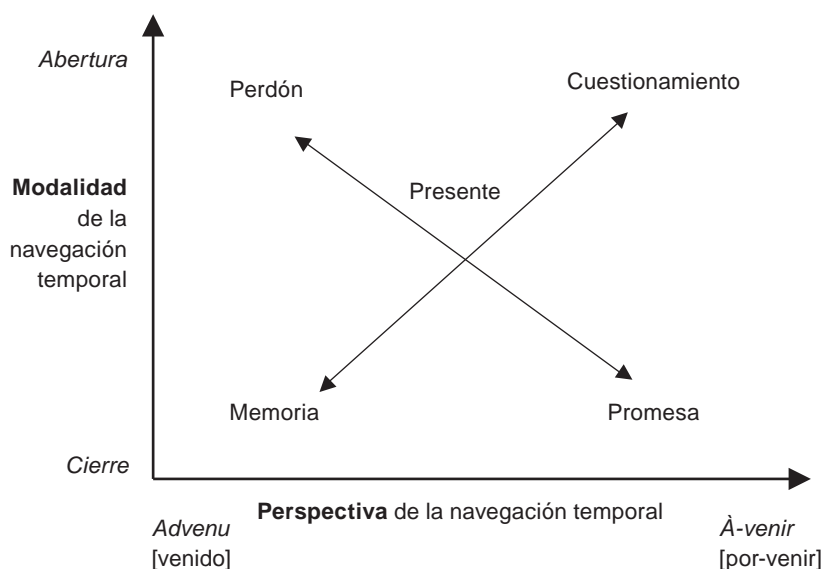 Abertura
Perdón
Cuestionamiento
Modalidad
de la
navegación
temporal
Presente
Memoria
Promesa
Cierre
Perspectiva de la navegación temporal
Advenu
[venido]
À-venir
[por-venir]